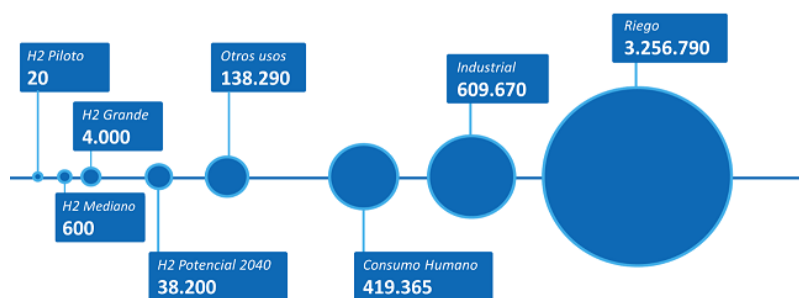 H2 Piloto
20
H2 Mediano
600
H2 Grande
4.000
H2 Potencial 2040
38.200
Otros usos
138.290
Consumo Humano
419.365
Industrial
609.670
Riego
3.256.790